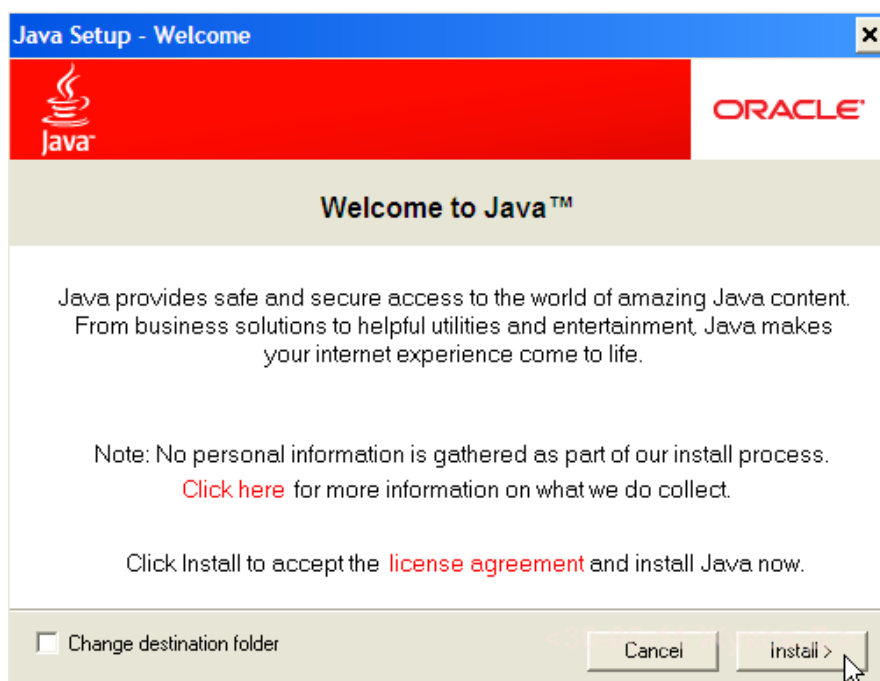 Java Setup - Welcome
Java™
ORACLE®
Welcome to Java™
Java provides safe and secure access to the world of amazing Java content.
From business solutions to helpful utilities and entertainment, Java makes
your internet experience come to life.
Note: No personal information is gathered as part of our install process.
Click here for more information on what we do collect.
Click Install to accept the license agreement and install Java now.
Change destination folder
Cancel
Install >